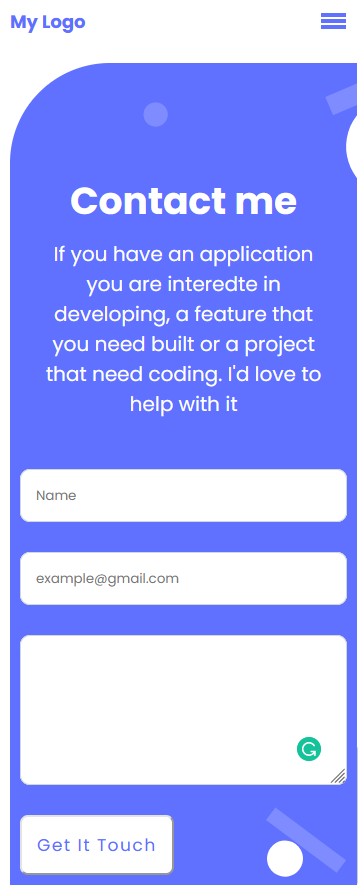 My Logo
Contact me
If you have an application
you are interedte in
developing, a feature that
you need built or a project
that need coding. I'd love to
help with it
Name
example@gmail.com
Get It Touch